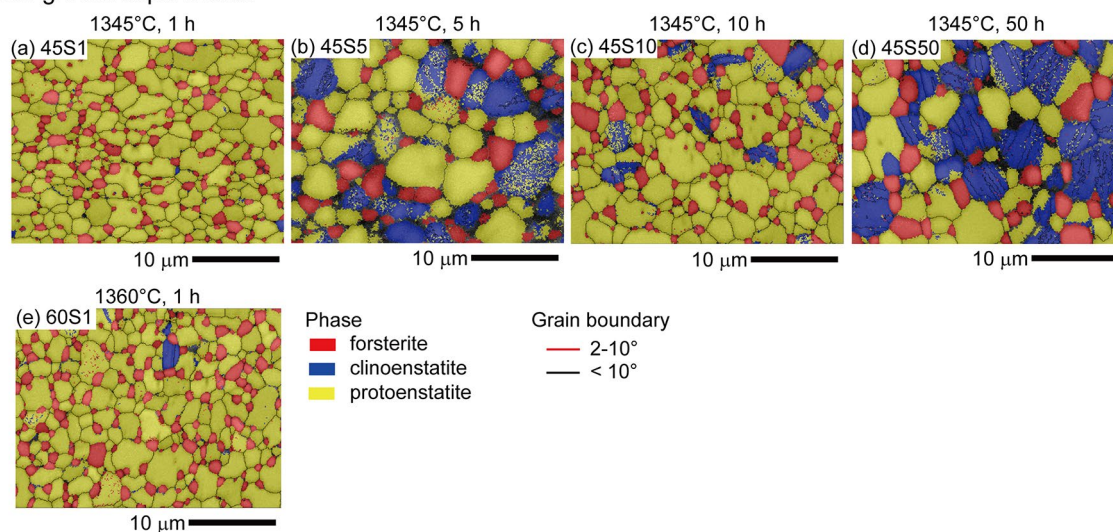 1345°C, 1 h
1345°C, 5 h
1345°C, 10 h
1345°C, 50 h
(a) 45S1
(b) 45S5
(c) 45S10
(d) 45S50
10 μm
10 μm
10 μm
10 μm
1360°C, 1 h
(e) 60S1
10 μm
Phase
forsterite
clinoenstatite
protoenstatite
Grain boundary
2-10°
< 10°